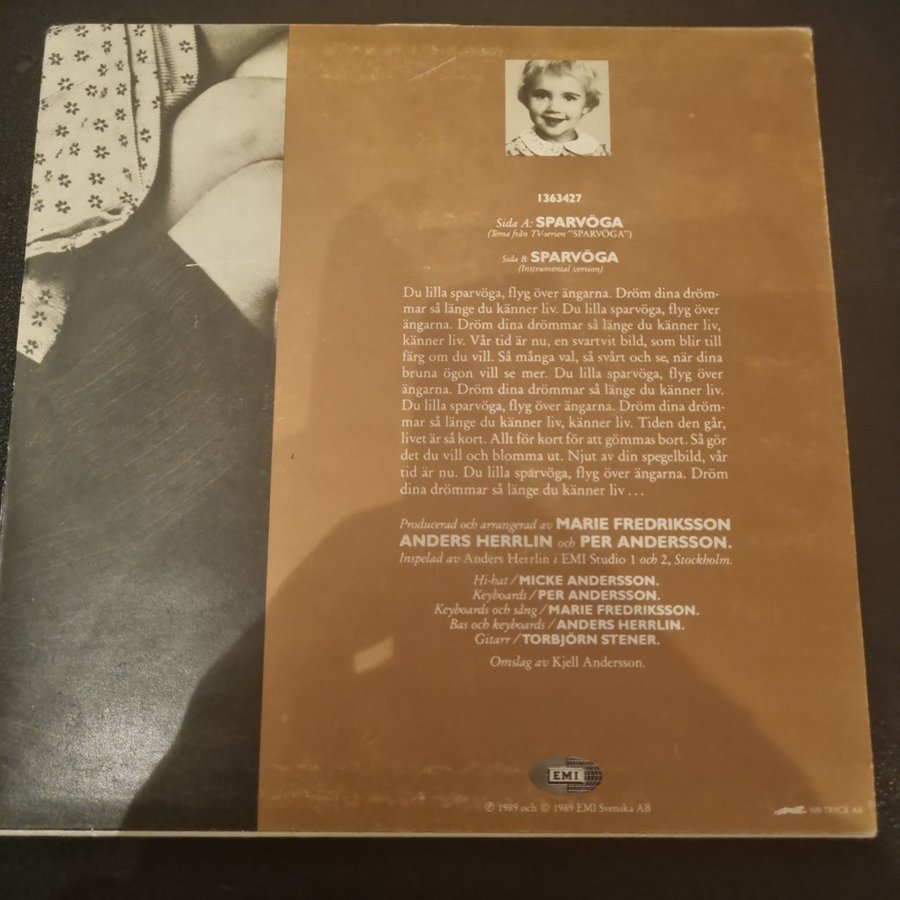 1363427
Sida A: SPARVÖGA
(Tema från TV-serien "SPARVÖGA")
Sida B: SPARVÖGA
(Instrumental version)
Du lilla sparvöga, flyg över ängarna. Dröm dina dröm-
mar så länge du känner liv. Du lilla sparvöga, flyg över
ängarna. Dröm dina drömmar så länge du känner liv,
känner liv. Vår tid är nu, en svartvit bild, som blir till
färg om du vill. Så många val, så svårt och se, när dina
bruna ögon vill se mer. Du lilla sparvöga, flyg över
ängarna. Dröm dina drömmar så länge du känner liv.
Du lilla sparvöga, flyg över ängarna. Dröm dina dröm-
mar så länge du känner liv, känner liv. Tiden den går,
livet är så kort. Allt för kort för att gömmas bort. Så gör
det du vill och blomma ut. Njut av din spegelbild, vår
tid är nu. Du lilla sparvöga, flyg över ängarna. Dröm
dina drömmar så länge du känner liv ...
Producerad och arrangerad av MARIE FREDRIKSSON
ANDERS HERRLIN och PER ANDERSSON.
Inspelad av Anders Herrlin i EMI Studio 1 och 2, Stockholm.
Hi-hat / MICKE ANDERSSON.
Keyboards / PER ANDERSSON.
Keyboards och sång / MARIE FREDRIKSSON.
Bas och keyboards / ANDERS HERRLIN.
Gitarr / TORBJÖRN STENER.
Omslag av Kjell Andersson.
EMI
℗ 1989 och © 1989 EMI Svenska AB
SIB-TRYCK AB